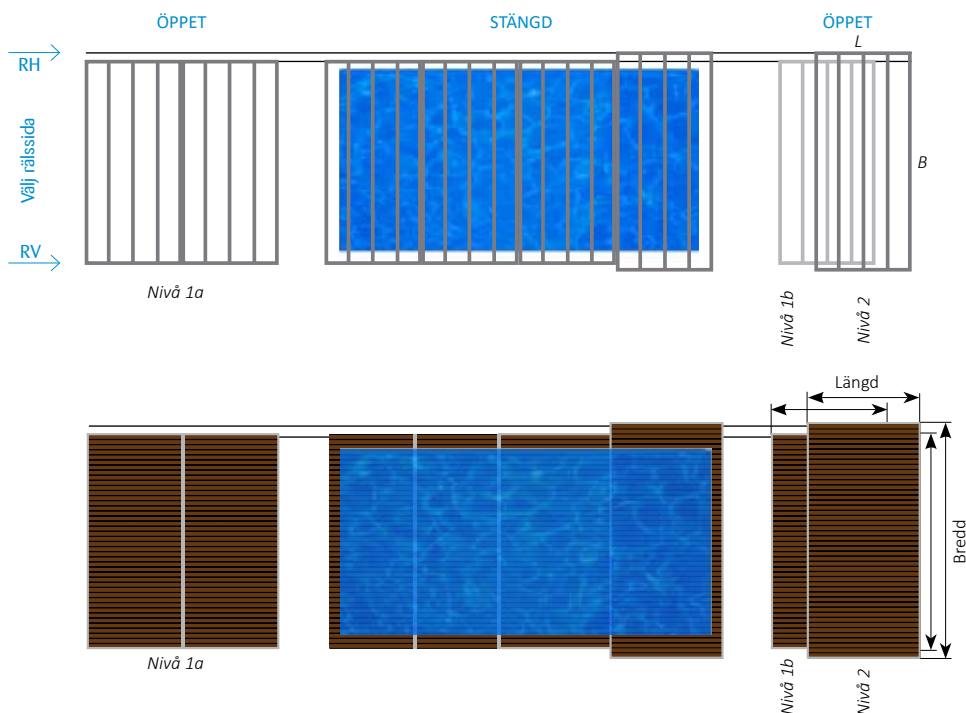 ÖPPET
STÄNGD
ÖPPET
L
RH
Välj rälssida
B
RV
Nivå 1a
Nivå 1b
Nivå 2
Längd
Bredd
Nivå 1a
Nivå 1b
Nivå 2